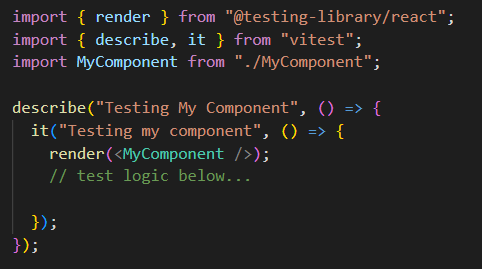 import { render } from "@testing-library/react";
import { describe, it } from "vitest";
import MyComponent from "./MyComponent";
describe("Testing My Component", () => {
it("Testing my component", () => {
render(<MyComponent />);
// test logic below...
});
});